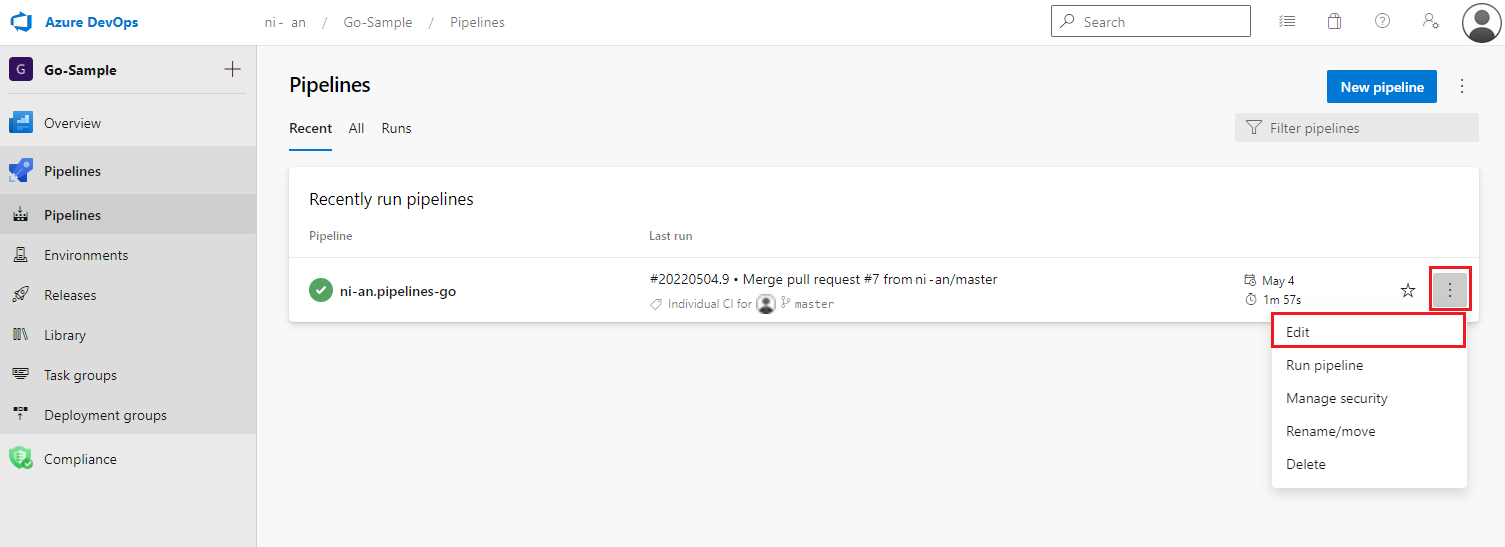 Azure DevOps
ni - an / Go-Sample / Pipelines
Search
G Go-Sample
Overview
Pipelines
Pipelines
Environments
Releases
Library
Task groups
Deployment groups
Compliance
Pipelines
New pipeline
Recent All Runs
Filter pipelines
Recently run pipelines
Pipeline Last run
ni-an.pipelines-go
#20220504.9 • Merge pull request #7 from ni -an/master
Individual CI for master
May 4
1m 57s
Edit
Run pipeline
Manage security
Rename/move
Delete